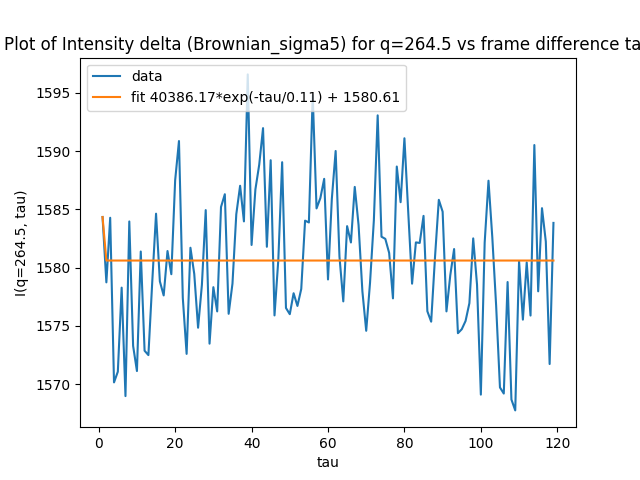 Plot of Intensity delta (Brownian_sigma5) for q=264.5 vs frame difference ta
data
fit 40386.17*exp(-tau/0.11) + 1580.61
I(q=264.5, tau)
1595
1590
1585
1580
1575
1570
0 20 40 60 80 100 120
tau